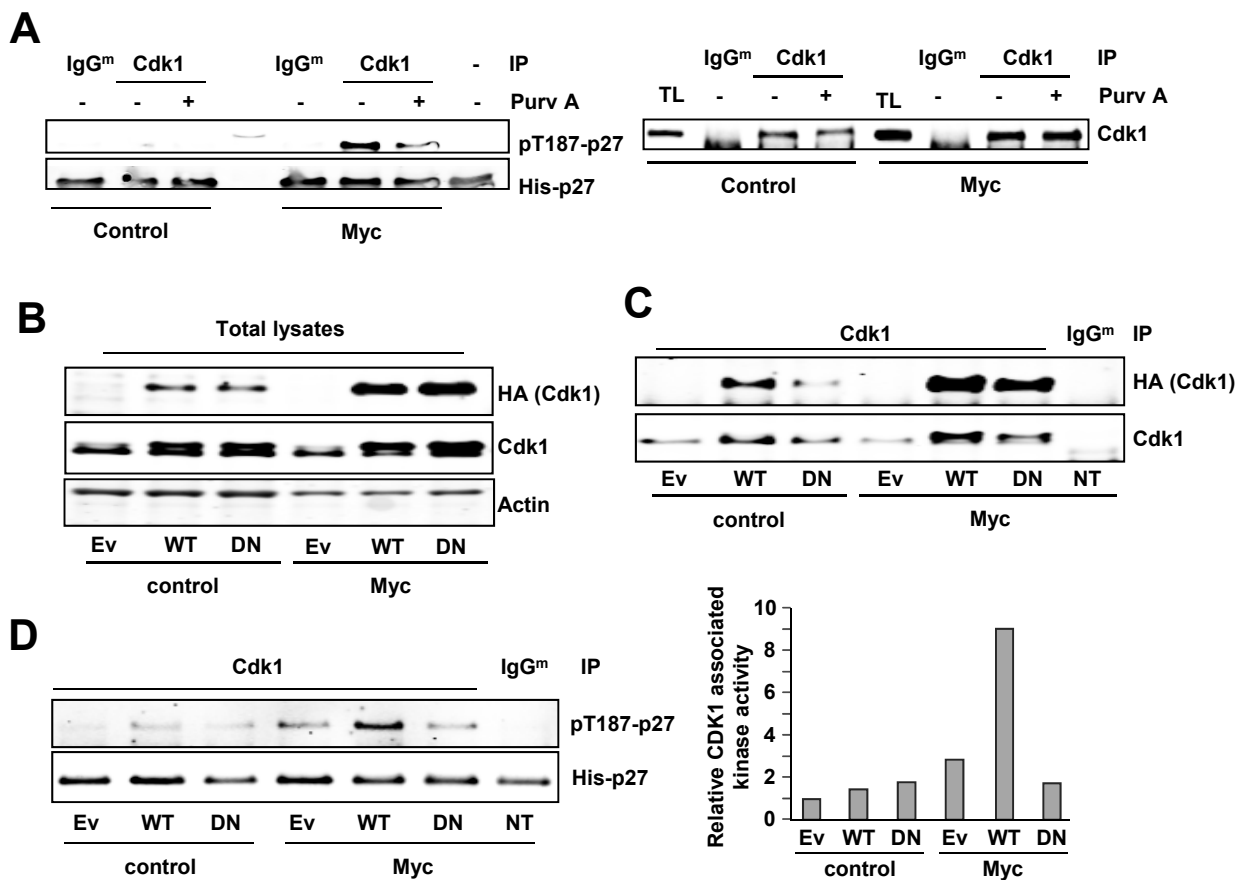 A
IgGᵐ Cdk1 IgGᵐ Cdk1 - IP
- - + - - + - Purv A
pT187-p27
His-p27
Control Myc
IgGᵐ Cdk1 IgGᵐ Cdk1 IP
TL - - + TL - - + Purv A
Cdk1
Control Myc
B
Total lysates
HA (Cdk1)
Cdk1
Actin
Ev WT DN Ev WT DN
control Myc
C
Cdk1 IgGᵐ IP
HA (Cdk1)
Cdk1
Ev WT DN Ev WT DN NT
control Myc
D
Cdk1 IgGᵐ IP
pT187-p27
His-p27
Ev WT DN Ev WT DN NT
control Myc
Relative CDK1 associated
kinase activity
10
8
6
4
2
0
Ev WT DN Ev WT DN
control Myc